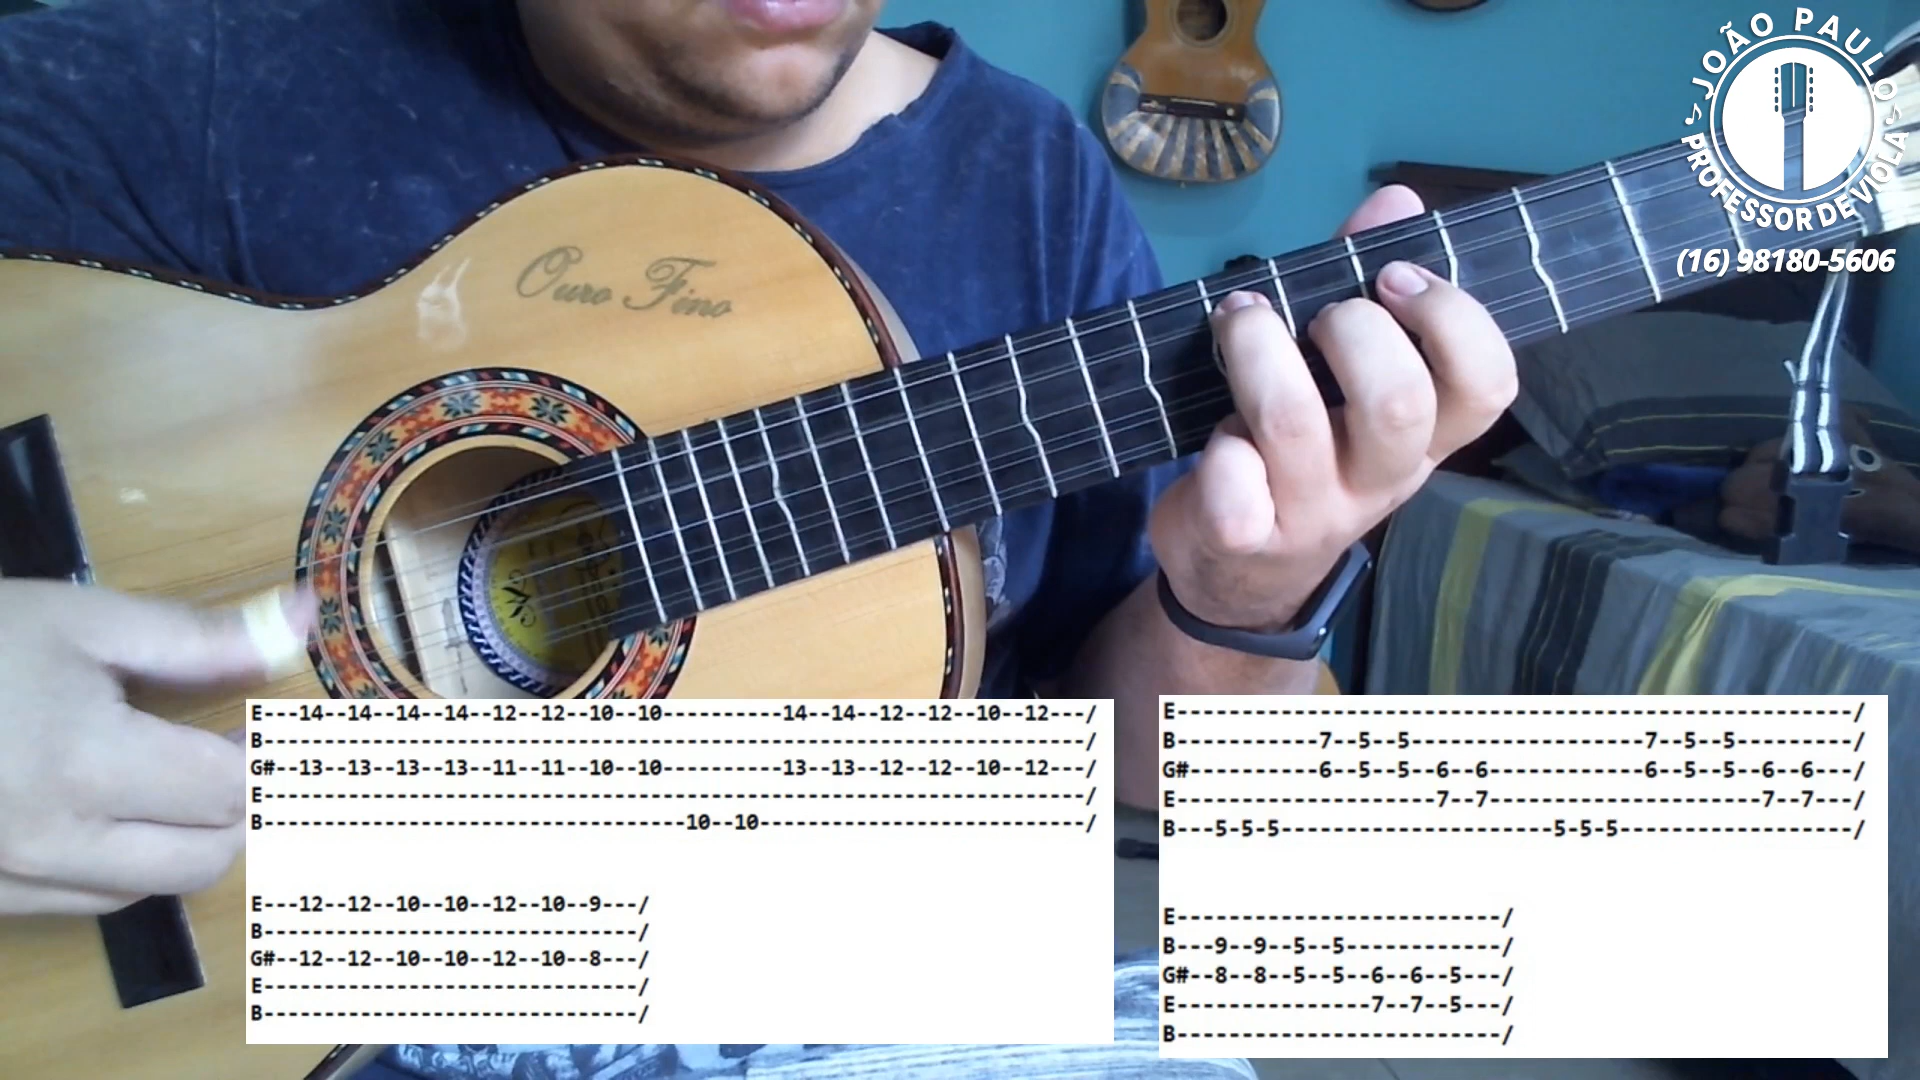 JOÃO PAULO
PROFESSOR DE VIOLA
(16) 98180-5606
Ouro Fino
E---14--14--14--14--12--12--10--10----------14--14--12--12--10--12---/
B--------------------------------------------------------------------/
G#--13--13--13--13--11--11--10--10----------13--13--12--12--10--12---/
E--------------------------------------------------------------------/
B-----------------------------------10--10---------------------------/
E---12--12--10--10--12--10--9---/
B-------------------------------/
G#--12--12--10--10--12--10--8---/
E-------------------------------/
B-------------------------------/
E----------------------------------------------------/
B-----------7--5--5------------------7--5--5---------/
G#----------6--5--5--6--6------------6--5--5--6--6---/
E--------------------7--7---------------------7--7---/
B---5-5-5---------------------5-5-5------------------/
E-------------------------/
B---9--9--5--5------------/
G#--8--8--5--5--6--6--5---/
E---------------7--7--5---/
B-------------------------/